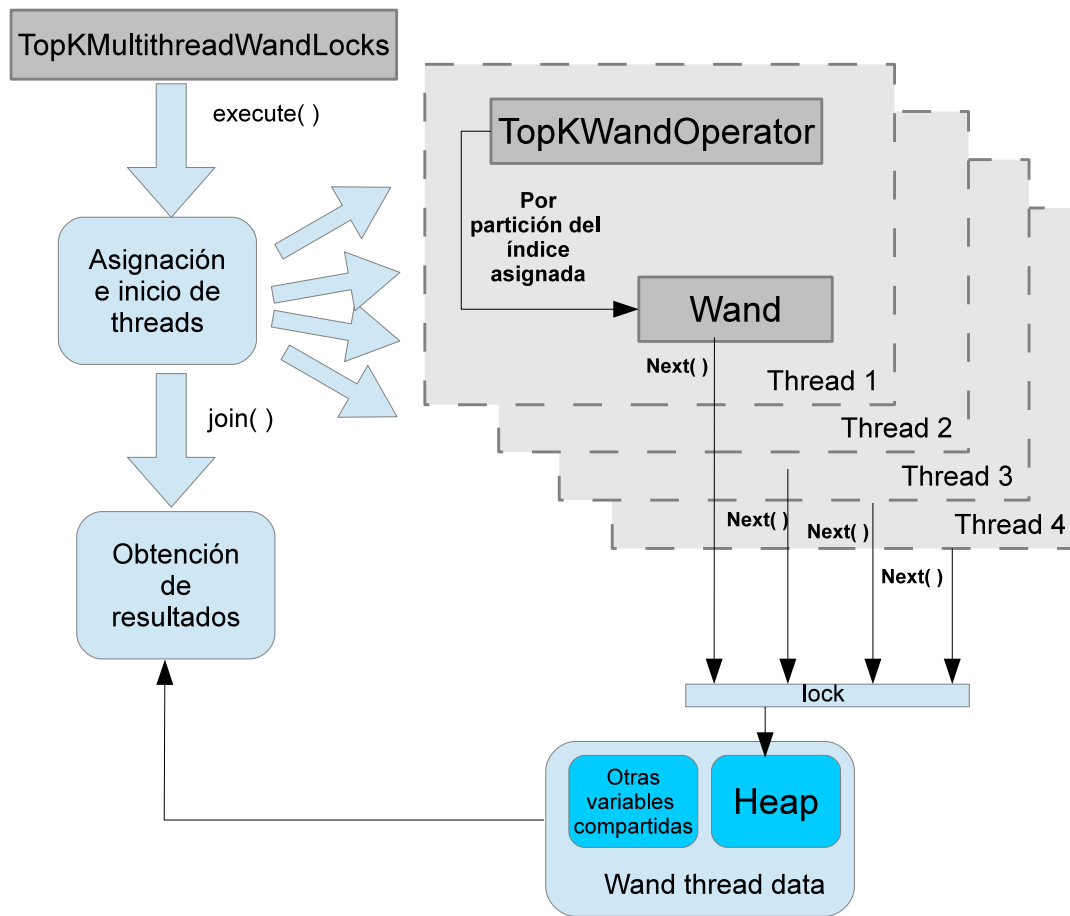 TopKMultithreadWandLocks
execute( )
Asignación
e inicio de
threads
join( )
Obtención
de
resultados
TopKWandOperator
Por
partición del
índice
asignada
Wand
Next( )
Thread 1
Thread 2
Thread 3
Thread 4
Next( )
Next( )
Next( )
lock
Otras
variables
compartidas
Heap
Wand thread data